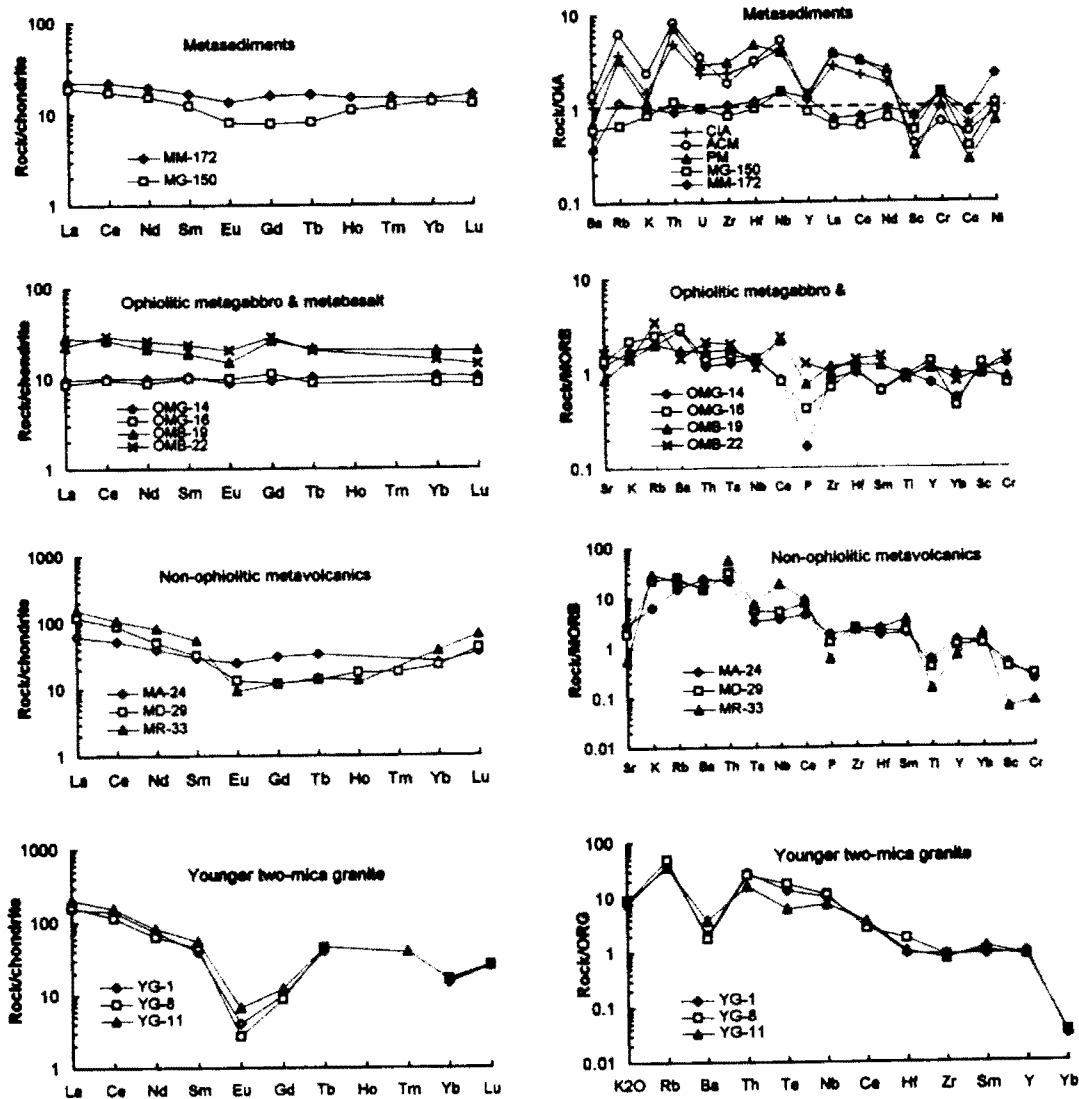 Metasediments
Rock/chondrite
100
10
1
MM-172
MG-150
La Ce Nd Sm Eu Gd Tb Ho Tm Yb Lu
Metasediments
Rock/OIA
10
1
0.1
CIA
ACM
PM
MG-150
MM-172
Ba Rb K Th U Zr Hf Nb Y La Ce Nd Sc Cr Co Ni
Ophiolitic metagabbro & metabasalt
Rock/chondrite
100
10
1
OMG-14
OMG-16
OMB-19
OMB-22
La Ce Nd Sm Eu Gd Tb Ho Tm Yb Lu
Ophiolitic metagabbro &
Rock/MORB
10
1
0.1
OMG-14
OMG-16
OMB-19
OMB-22
Sr K Rb Ba Th Ta Nb Ce P Zr Hf Sm Ti Y Yb Sc Cr
Non-ophiolitic metavolcanics
Rock/chondrite
1000
100
10
1
MA-24
MD-29
MR-33
La Ce Nd Sm Eu Gd Tb Ho Tm Yb Lu
Non-ophiolitic metavolcanics
Rock/MORB
100
10
1
0.1
0.01
MA-24
MD-29
MR-33
Sr K Rb Ba Th Ta Nb Ce P Zr Hf Sm Ti Y Yb Sc Cr
Younger two-mica granite
Rock/chondrite
1000
100
10
1
YG-1
YG-8
YG-11
La Ce Nd Sm Eu Gd Tb Ho Tm Yb Lu
Younger two-mica granite
Rock/ORG
100
10
1
0.1
0.01
YG-1
YG-8
YG-11
K2O Rb Ba Th Ta Nb Ce Hf Zr Sm Y Yb